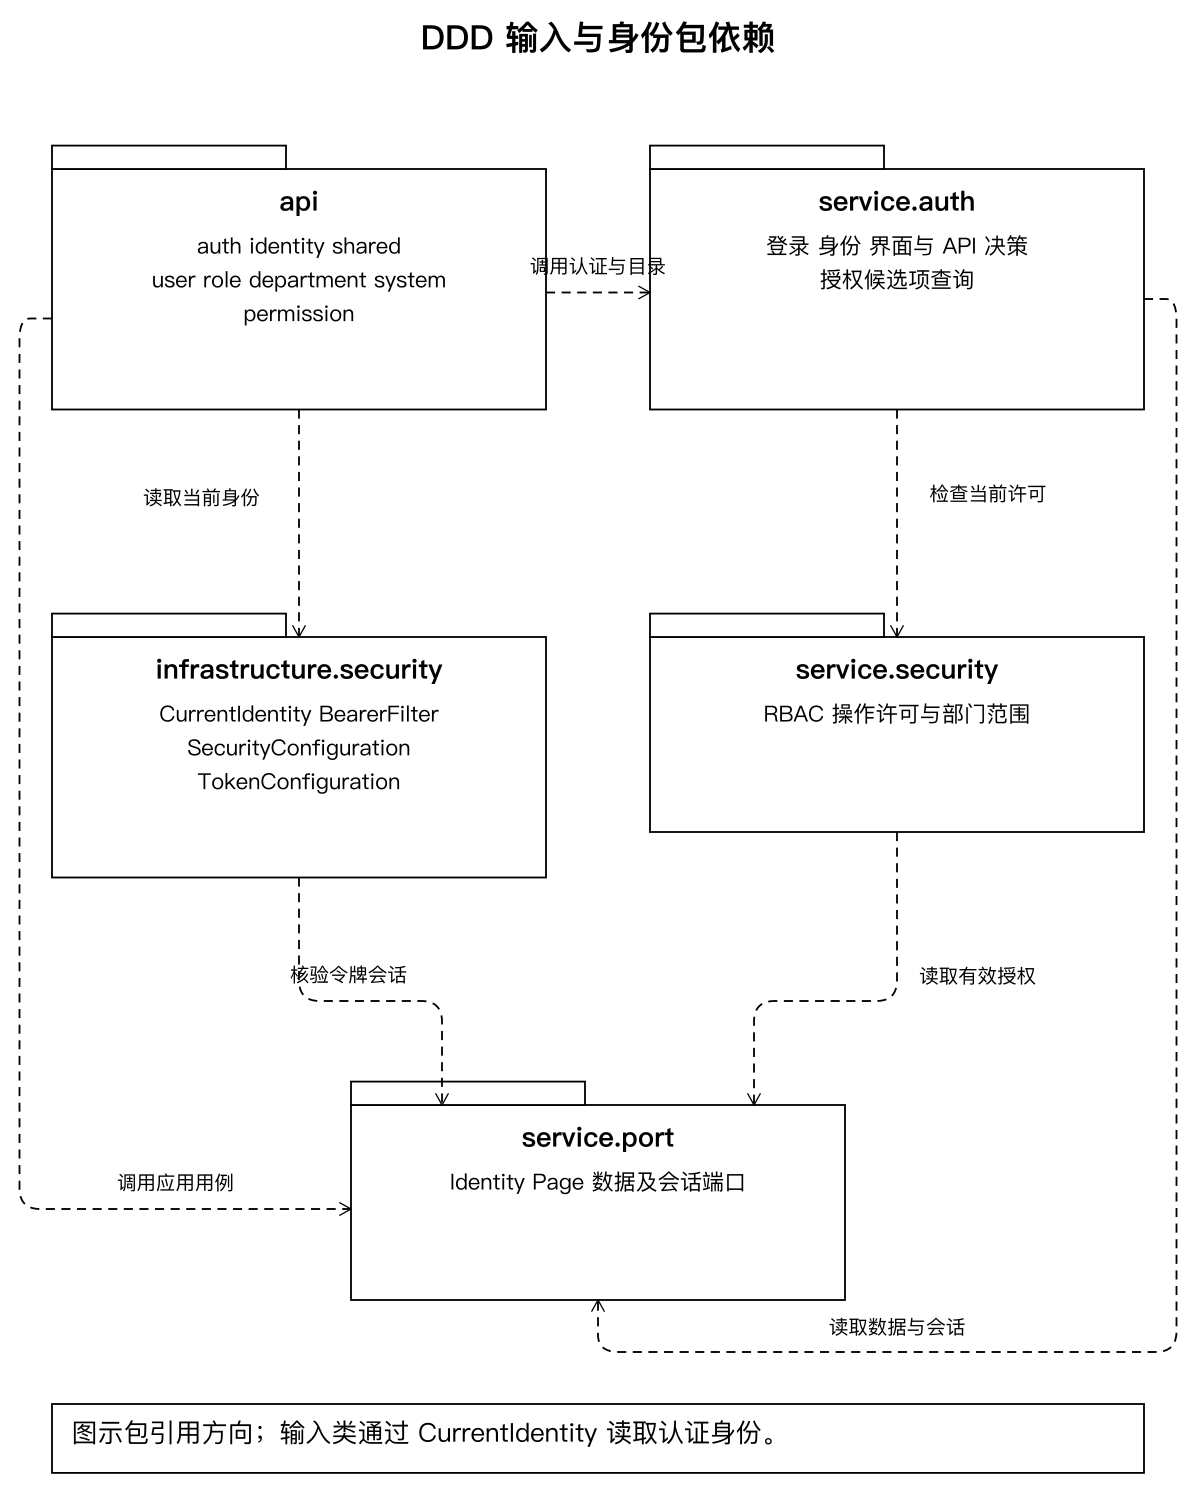 DDD 输入与身份包依赖
api
auth identity shared
user role department system
permission
调用认证与目录
service.auth
登录 身份 界面与 API 决策
授权候选项查询
读取当前身份
检查当前许可
infrastructure.security
CurrentIdentity BearerFilter
SecurityConfiguration
TokenConfiguration
service.security
RBAC 操作许可与部门范围
核验令牌会话
读取有效授权
service.port
Identity Page 数据及会话端口
调用应用用例
读取数据与会话
图示包引用方向；输入类通过 CurrentIdentity 读取认证身份。